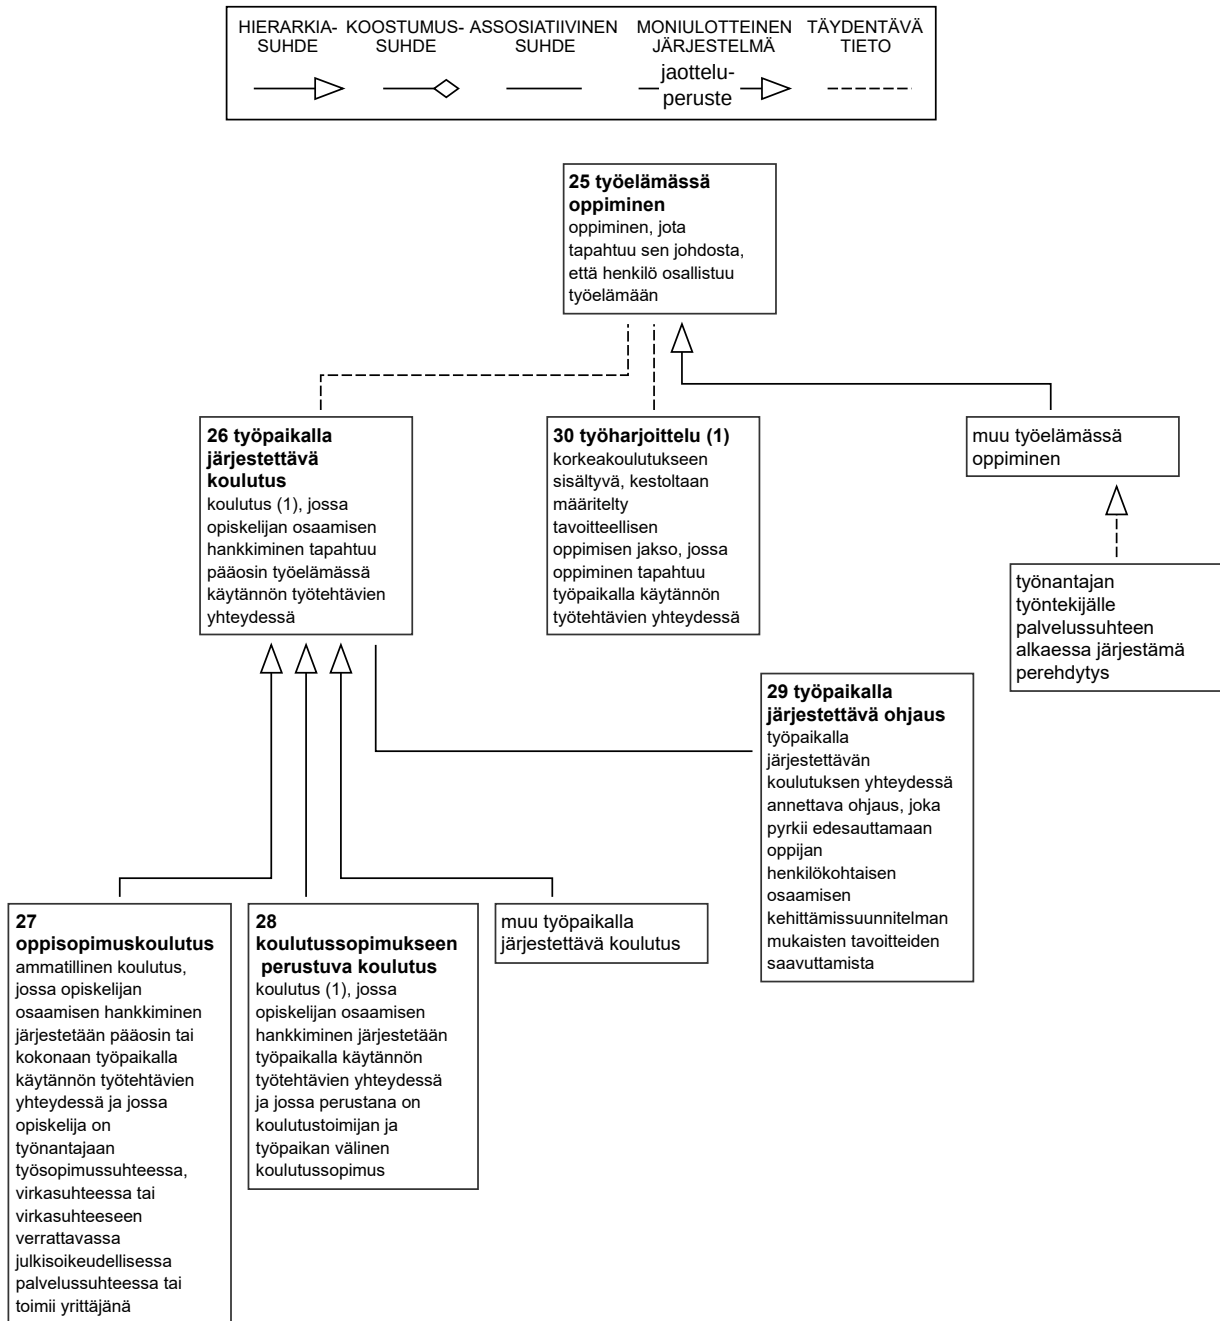 HIERARKIA-
SUHDE
KOOSTUMUS-
SUHDE
ASSOSIATIIVINEN
SUHDE
MONIULOTTEINEN
JÄRJESTELMÄ
jaottelu-
peruste
TÄYDENTÄVÄ
TIETO
25 työelämässä
oppiminen
oppiminen, jota
tapahtuu sen johdosta,
että henkilö osallistuu
työelämään
26 työpaikalla
järjestettävä
koulutus
koulutus (1), jossa
opiskelijan osaamisen
hankkiminen tapahtuu
pääosin työelämässä
käytännön työtehtävien
yhteydessä
30 työharjoittelu (1)
korkeakoulutukseen
sisältyvä, kestoltaan
määritelty
tavoitteellisen
oppimisen jakso, jossa
oppiminen tapahtuu
työpaikalla käytännön
työtehtävien yhteydessä
muu työelämässä
oppiminen
työnantajan
työntekijälle
palvelussuhteen
alkaessa järjestämä
perehdytys
29 työpaikalla
järjestettävä ohjaus
työpaikalla
järjestettävän
koulutuksen yhteydessä
annettava ohjaus, joka
pyrkii edesauttamaan
oppijan
henkilökohtaisen
osaamisen
kehittämissuunnitelman
mukaisten tavoitteiden
saavuttamista
27
oppisopimuskoulutus
ammatillinen koulutus,
jossa opiskelijan
osaamisen hankkiminen
järjestetään pääosin tai
kokonaan työpaikalla
käytännön työtehtävien
yhteydessä ja jossa
opiskelija on
työnantajaan
työsopimussuhteessa,
virkasuhteessa tai
virkasuhteeseen
verrattavassa
julkisoikeudellisessa
palvelussuhteessa tai
toimii yrittäjänä
28
koulutussopimukseen
perustuva koulutus
koulutus (1), jossa
opiskelijan osaamisen
hankkiminen järjestetään
työpaikalla käytännön
työtehtävien yhteydessä
ja jossa perustana on
koulutustoimijan ja
työpaikan välinen
koulutussopimus
muu työpaikalla
järjestettävä koulutus